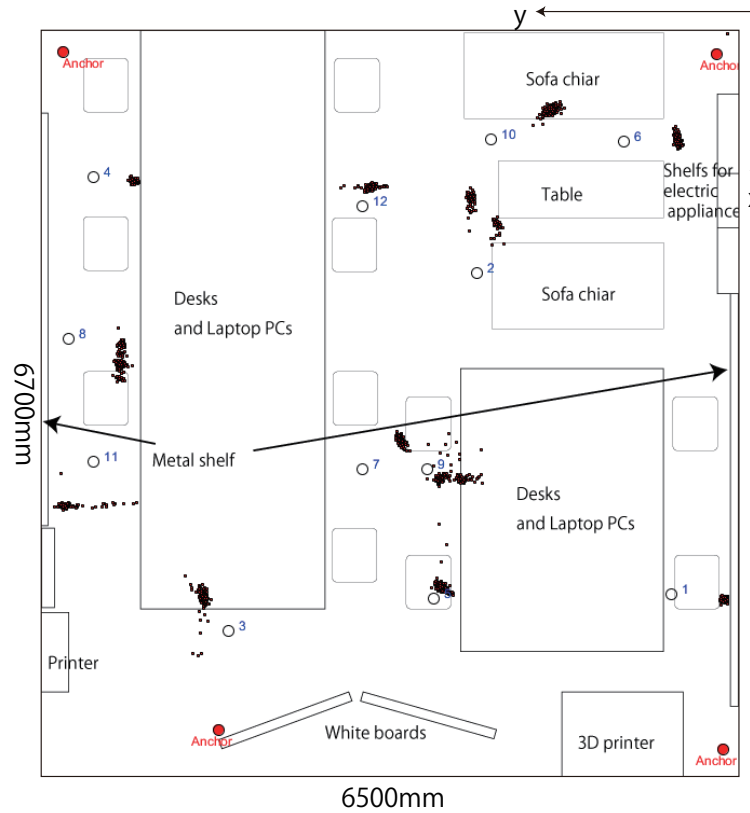 y
Anchor
Anchor
Sofa chiar
10
6
4
Shelfs for
electric
appliance
Table
12
2
Desks
and Laptop PCs
Sofa chiar
8
6700mm
Metal shelf
11
7
9
Desks
and Laptop PCs
1
3
Printer
White boards
Anchor
3D printer
Anchor
6500mm